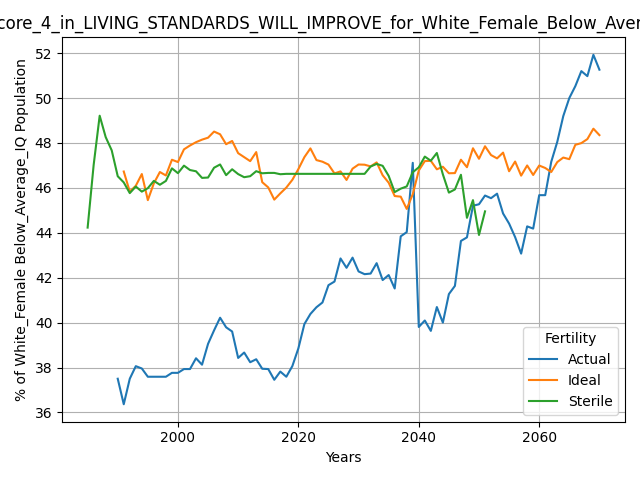 core_4_in_LIVING_STANDARDS_WILL_IMPROVE_for_White_Female_Below_Aver
52
50
48
46
44
42
40
38
36
% of White_Female Below_Average_IQ Population
2000
2020
2040
2060
Years
Fertility
Actual
Ideal
Sterile